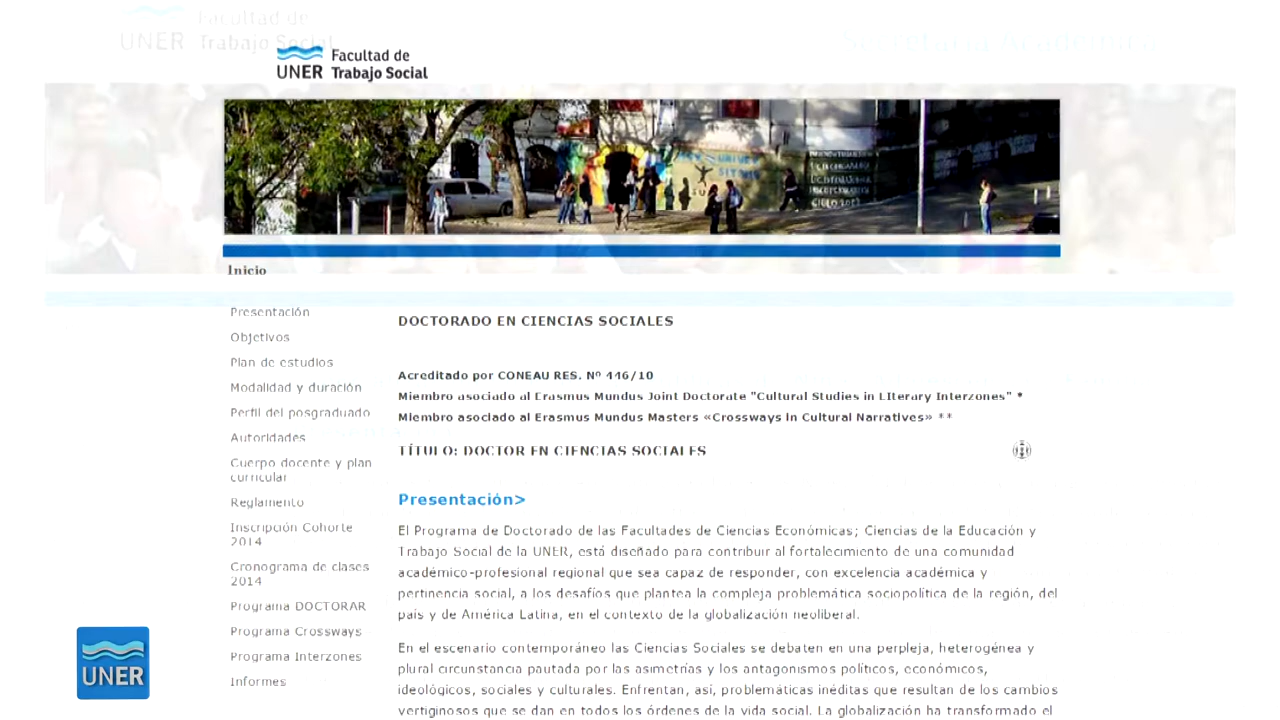 Facultad de
UNER Trabajo Social
Facultad de
UNER Trabajo Social
Inicio
Presentación
Objetivos
Plan de estudios
Modalidad y duración
Perfil del posgraduado
Autoridades
Cuerpo docente y plan
curricular
Reglamento
Inscripción Cohorte
2014
Cronograma de clases
2014
Programa DOCTORAR
Programa Crossways
Programa Interzones
Informes
DOCTORADO EN CIENCIAS SOCIALES
Acreditado por CONEAU RES. Nº 446/10
Miembro asociado al Erasmus Mundus Joint Doctorate "Cultural Studies in LIterary Interzones" *
Miembro asociado al Erasmus Mundus Masters «Crossways in Cultural Narratives» **
TÍTULO: DOCTOR EN CIENCIAS SOCIALES
Presentación>
El Programa de Doctorado de las Facultades de Ciencias Económicas; Ciencias de la Educación y
Trabajo Social de la UNER, está diseñado para contribuir al fortalecimiento de una comunidad
académico-profesional regional que sea capaz de responder, con excelencia académica y
pertinencia social, a los desafíos que plantea la compleja problemática sociopolítica de la región, del
país y de América Latina, en el contexto de la globalización neoliberal.
En el escenario contemporáneo las Ciencias Sociales se debaten en una perpleja, heterogénea y
plural circunstancia pautada por las asimetrías y los antagonismos políticos, económicos,
ideológicos, sociales y culturales. Enfrentan, así, problemáticas inéditas que resultan de los cambios
vertiginosos que se dan en todos los órdenes de la vida social. La globalización ha transformado el
UNER